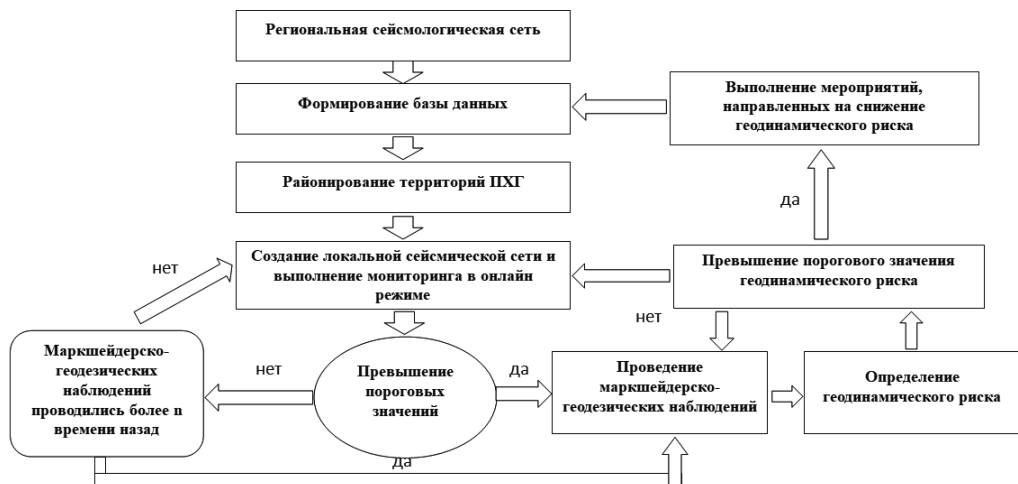 Региональная сейсмологическая сеть
Формирование базы данных
Выполнение мероприятий,
направленных на снижение
геодинамического риска
Районирование территорий ПХГ
да
Создание локальной сейсмической сети и
выполнение мониторинга в онлайн
режиме
нет
Превышение порогового значения
геодинамического риска
нет
Маркшейдерско-
геодезических
наблюдений
проводились более n
времени назад
нет
Превышение
пороговых
значений
да
Проведение
маркшейдерско-
геодезических наблюдений
Определение
геодинамического риска
да